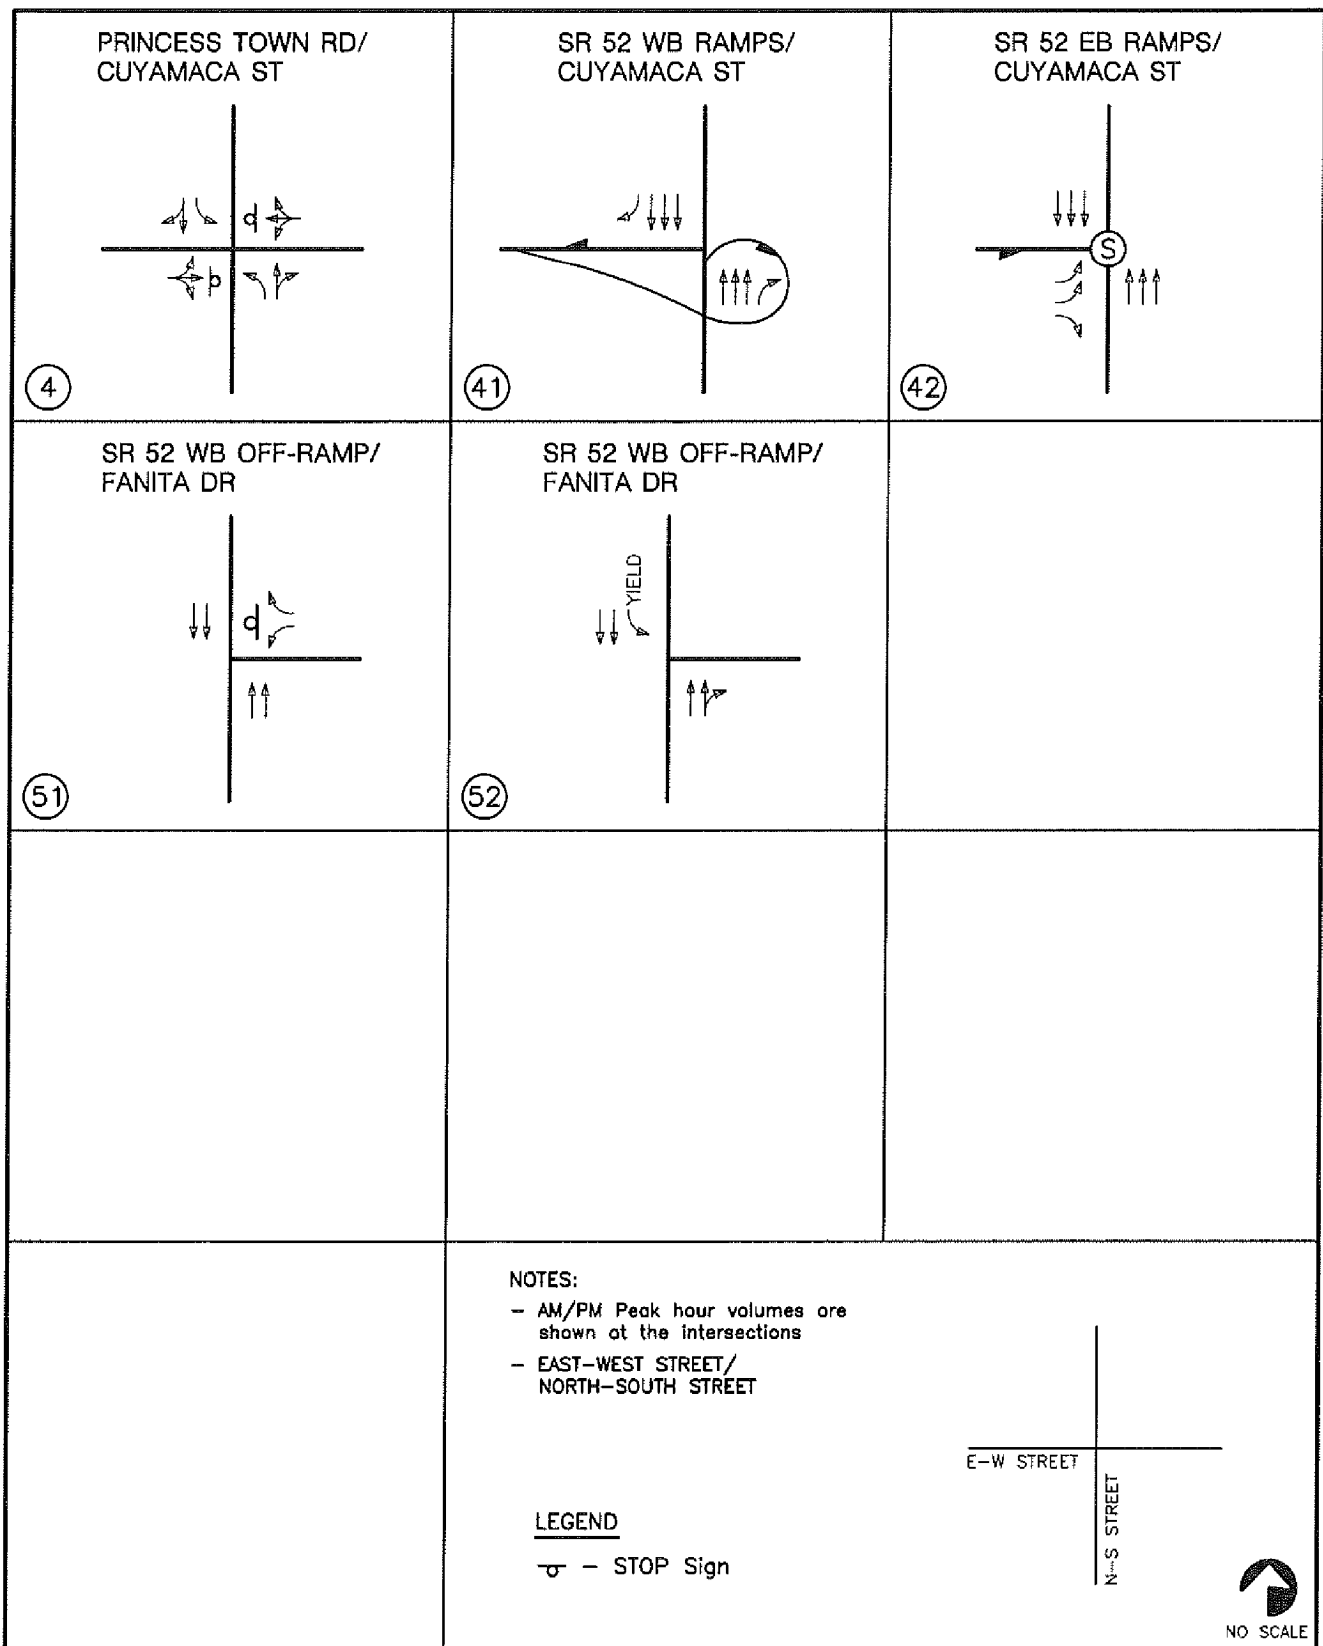 PRINCESS TOWN RD/
CUYAMACA ST
4
SR 52 WB RAMPS/
CUYAMACA ST
41
SR 52 EB RAMPS/
CUYAMACA ST
S
42
SR 52 WB OFF-RAMP/
FANITA DR
51
SR 52 WB OFF-RAMP/
FANITA DR
YIELD
52
NOTES:
- AM/PM Peak hour volumes are
shown at the intersections
- EAST-WEST STREET/
NORTH-SOUTH STREET
LEGEND
- STOP Sign
E-W STREET
N-S STREET
NO SCALE